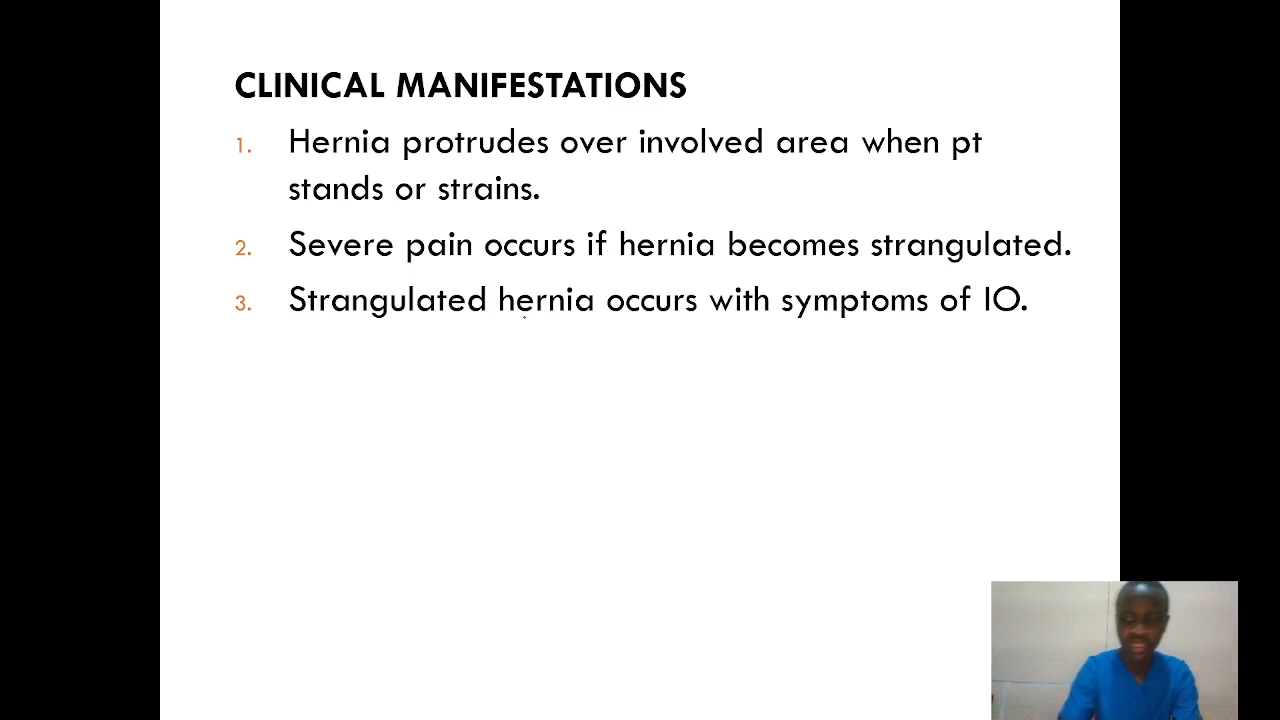 CLINICAL MANIFESTATIONS
1. Hernia protrudes over involved area when pt
stands or strains.
2. Severe pain occurs if hernia becomes strangulated.
3. Strangulated hernia occurs with symptoms of IO.